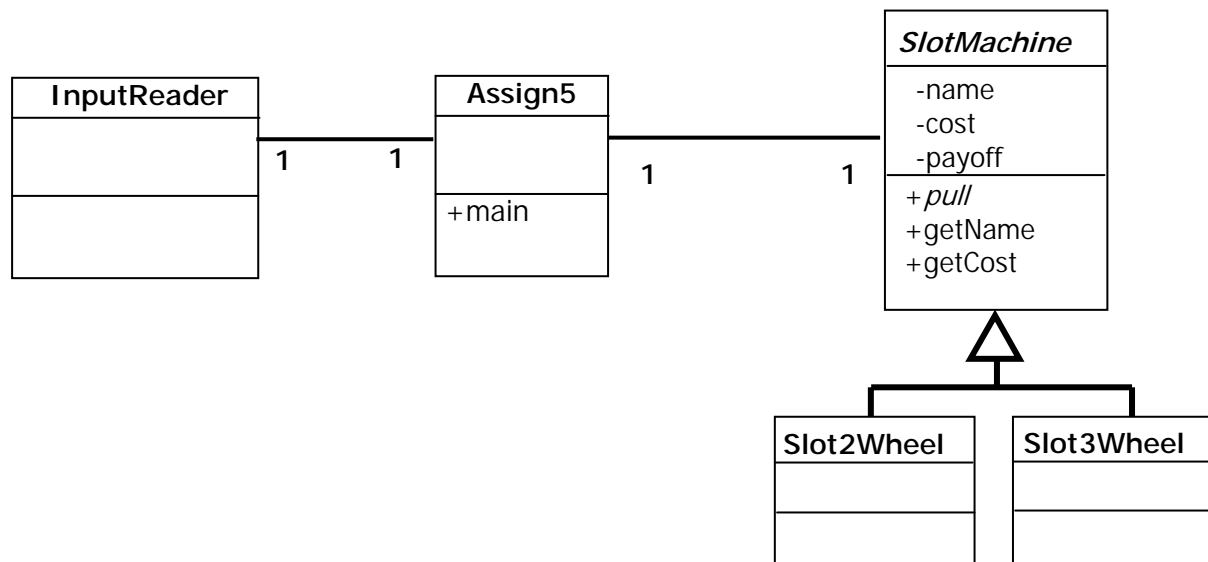 InputReader
1
1
Assign5
+main
1
1
SlotMachine
-name
-cost
-payoff
+pull
+getName
+getCost
Slot2Wheel
Slot3Wheel